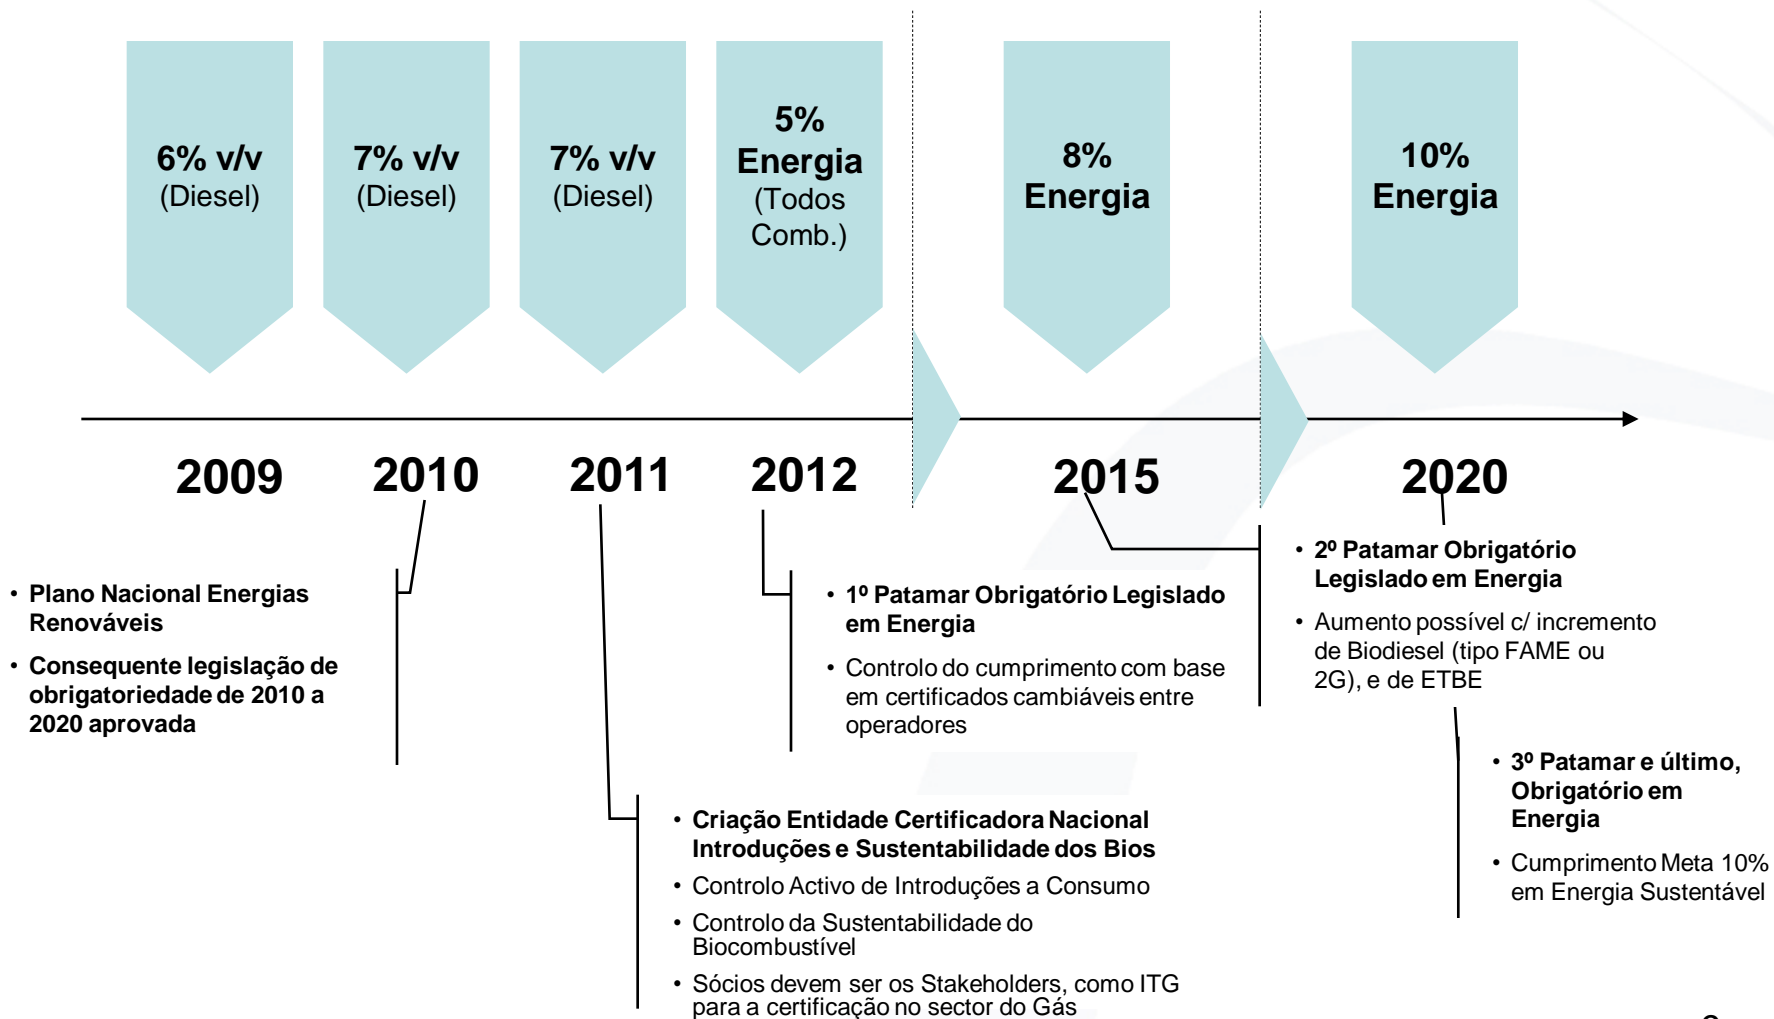 6% v/v
(Diesel)
7% v/v
(Diesel)
7% v/v
(Diesel)
5%
Energia
(Todos
Comb.)
8%
Energia
10%
Energia
2009
2010
2011
2012
2015
2020
• Plano Nacional Energias
Renováveis
• Consequente legislação de
obrigatoriedade de 2010 a
2020 aprovada
• Criação Entidade Certificadora Nacional
Introduções e Sustentabilidade dos Bios
• Controlo Activo de Introduções a Consumo
• Controlo da Sustentabilidade do
Biocombustível
• Sócios devem ser os Stakeholders, como ITG
para a certificação no sector do Gás
• 1º Patamar Obrigatório Legislado
em Energia
• Controlo do cumprimento com base
em certificados cambiáveis entre
operadores
• 2º Patamar Obrigatório
Legislado em Energia
• Aumento possível c/ incremento
de Biodiesel (tipo FAME ou
2G), e de ETBE
• 3º Patamar e último,
Obrigatório em
Energia
• Cumprimento Meta 10%
em Energia Sustentável